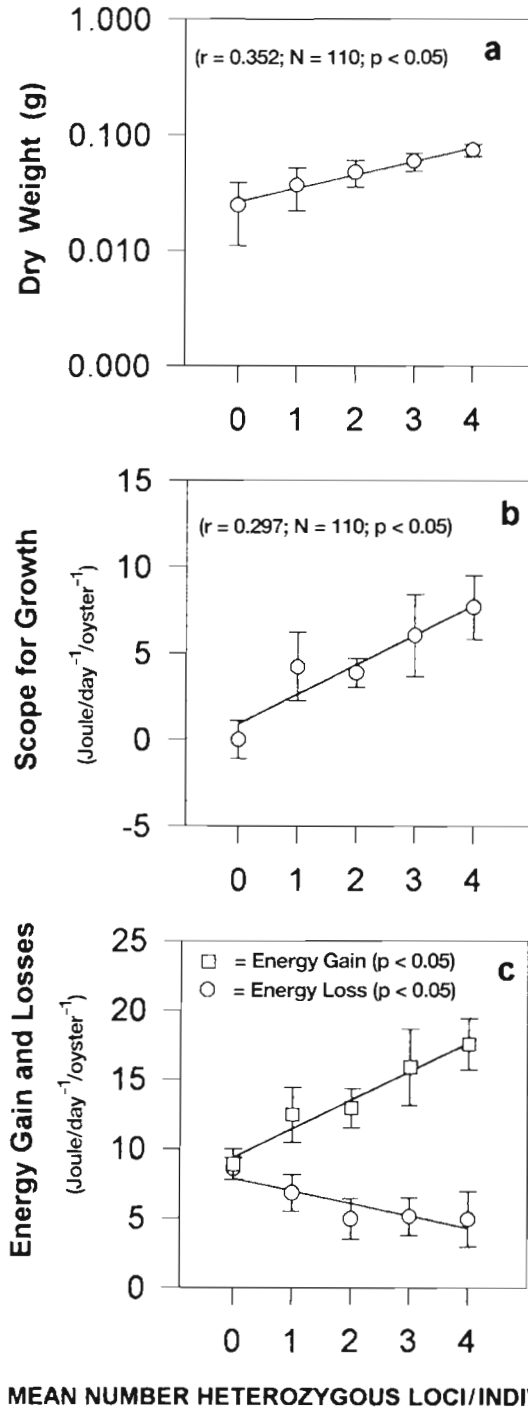 1.000
(r = 0.352; N = 110; p < 0.05) a
0.100
0.010
0.000
Dry Weight (g)
0 1 2 3 4
15
(r = 0.297; N = 110; p < 0.05) b
10
5
0
-5
Scope for Growth
(Joule/day⁻¹/oyster⁻¹)
0 1 2 3 4
25
= Energy Gain (p < 0.05) c
= Energy Loss (p < 0.05)
20
15
10
5
0
Energy Gain and Losses
(Joule/day⁻¹/oyster⁻¹)
0 1 2 3 4
MEAN NUMBER HETEROZYGOUS LOCI/INDI